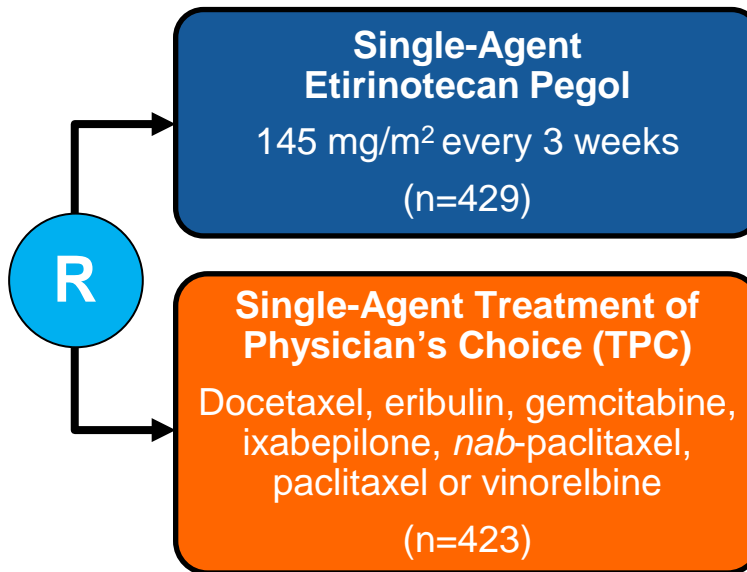 Single-Agent
Etirinotecan Pegol
145 mg/m² every 3 weeks
(n=429)
R
Single-Agent Treatment of
Physician's Choice (TPC)
Docetaxel, eribulin, gemcitabine,
ixabepilone, nab-paclitaxel,
paclitaxel or vinorelbine
(n=423)